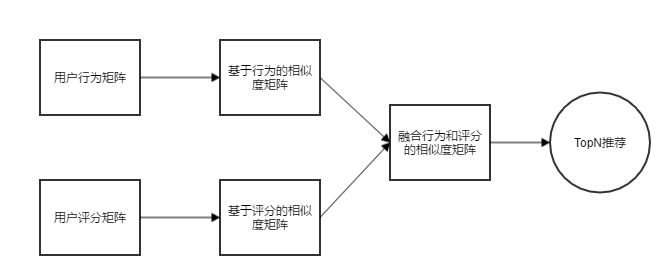 用户行为矩阵
基于行为的相似
度矩阵
融合行为和评分
的相似度矩阵
TopN推荐
用户评分矩阵
基于评分的相似
度矩阵